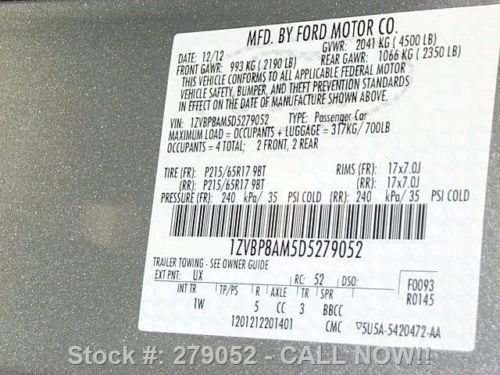 MFD. BY FORD MOTOR CO.
DATE: 12/12 GVWR: 2041 KG (4500 LB)
FRONT GAWR: 993 KG (2190 LB) REAR GAWR: 1066 KG (2350 LB)
THIS VEHICLE CONFORMS TO ALL APPLICABLE FEDERAL MOTOR
VEHICLE SAFETY, BUMPER, AND THEFT PREVENTION STANDARDS
IN EFFECT ON THE DATE OF MANUFACTURE SHOWN ABOVE.
VIN: 1ZVBP8AM5D5279052 TYPE: Passenger Car
MAXIMUM LOAD = OCCUPANTS + LUGGAGE = 317KG/700LB
OCCUPANTS = 4 TOTAL; 2 FRONT, 2 REAR
TIRE (FR): P215/65R17 98T RIMS (FR): 17x7.0J
(RR): P215/65R17 98T (RR): 17x7.0J
PRESSURE (FR): 240 kPa/ 35 PSI COLD (RR): 240 kPa/ 35 PSI COLD
1ZVBP8AM5D5279052
TRAILER TOWING - SEE OWNER GUIDE
EXT PNT: UX RC: 52 DSO: F0093
INT TR TP/PS R AXLE TR SPR R0145
1W 5 CC 3 BBCC
1201212201401 CMC ▽5U5A-5420472-AA
Stock #: 279052 - CALL NOW!!